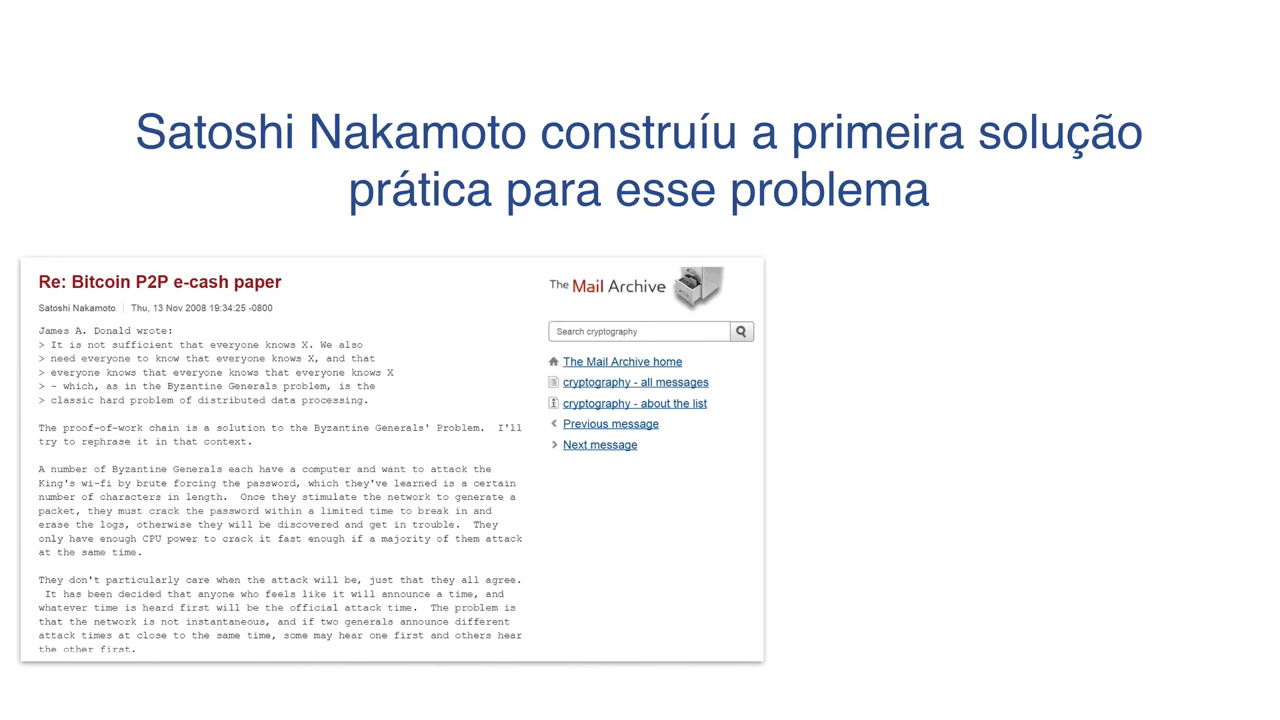 Satoshi Nakamoto construíu a primeira solução
prática para esse problema
Re: Bitcoin P2P e-cash paper
Satoshi Nakamoto Thu, 13 Nov 2008 19:34:25 -0800
James A. Donald wrote:
> It is not sufficient that everyone knows X. We also
> need everyone to know that everyone knows X, and that
> everyone knows that everyone knows that everyone knows X
> - which, as in the Byzantine Generals problem, is the
> classic hard problem of distributed data processing.
The proof-of-work chain is a solution to the Byzantine Generals' Problem.  I'll
try to rephrase it in that context.
A number of Byzantine Generals each have a computer and want to attack the
King's wi-fi by brute forcing the password, which they've learned is a certain
number of characters in length.  Once they stimulate the network to generate a
packet, they must crack the password within a limited time to break in and
erase the logs, otherwise they will be discovered and get in trouble.  They
only have enough CPU power to crack it fast enough if a majority of them attack
at the same time.
They don't particularly care when the attack will be, just that they all agree.
It has been decided that anyone who feels like it will announce a time, and
whatever time is heard first will be the official attack time.  The problem is
that the network is not instantaneous, and if two generals announce different
attack times at close to the same time, some may hear one first and others hear
the other first.
The Mail Archive
Search cryptography
The Mail Archive home
cryptography - all messages
cryptography - about the list
Previous message
Next message